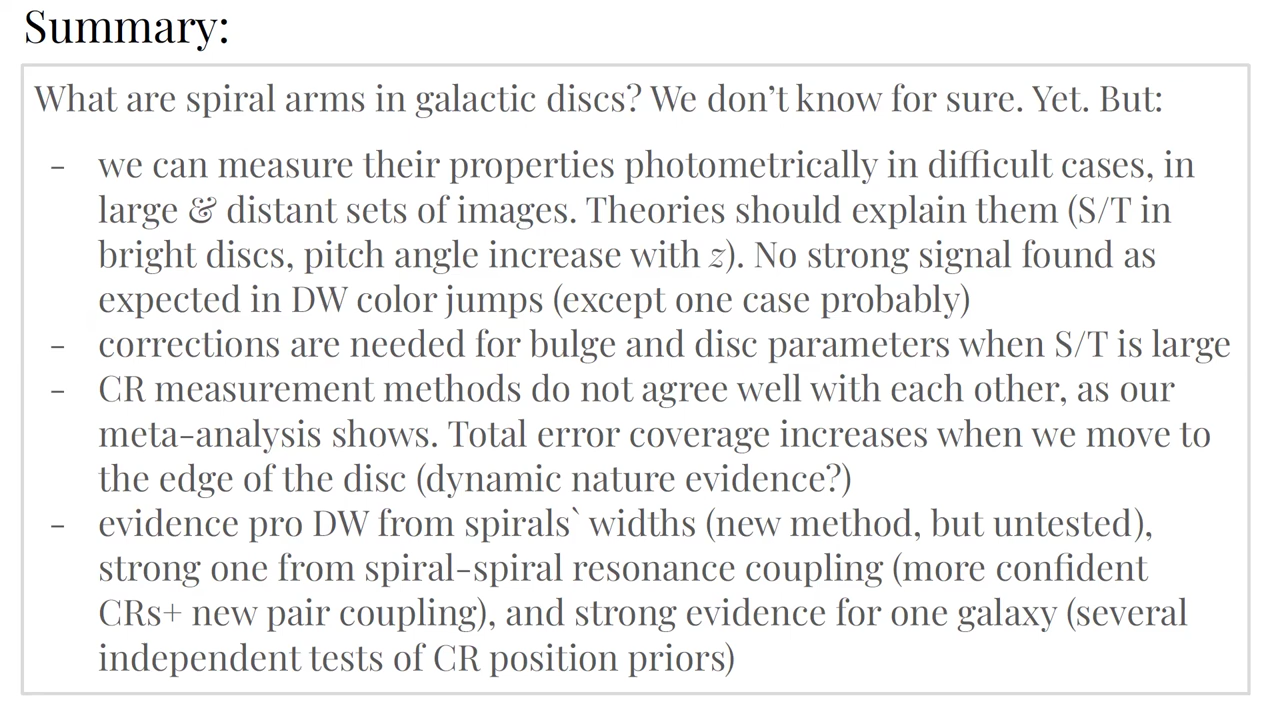 Summary:
What are spiral arms in galactic discs? We don't know for sure. Yet. But:
- we can measure their properties photometrically in difficult cases, in
large & distant sets of images. Theories should explain them (S/T in
bright discs, pitch angle increase with z). No strong signal found as
expected in DW color jumps (except one case probably)
- corrections are needed for bulge and disc parameters when S/T is large
- CR measurement methods do not agree well with each other, as our
meta-analysis shows. Total error coverage increases when we move to
the edge of the disc (dynamic nature evidence?)
- evidence pro DW from spirals` widths (new method, but untested),
strong one from spiral-spiral resonance coupling (more confident
CRs+ new pair coupling), and strong evidence for one galaxy (several
independent tests of CR position priors)